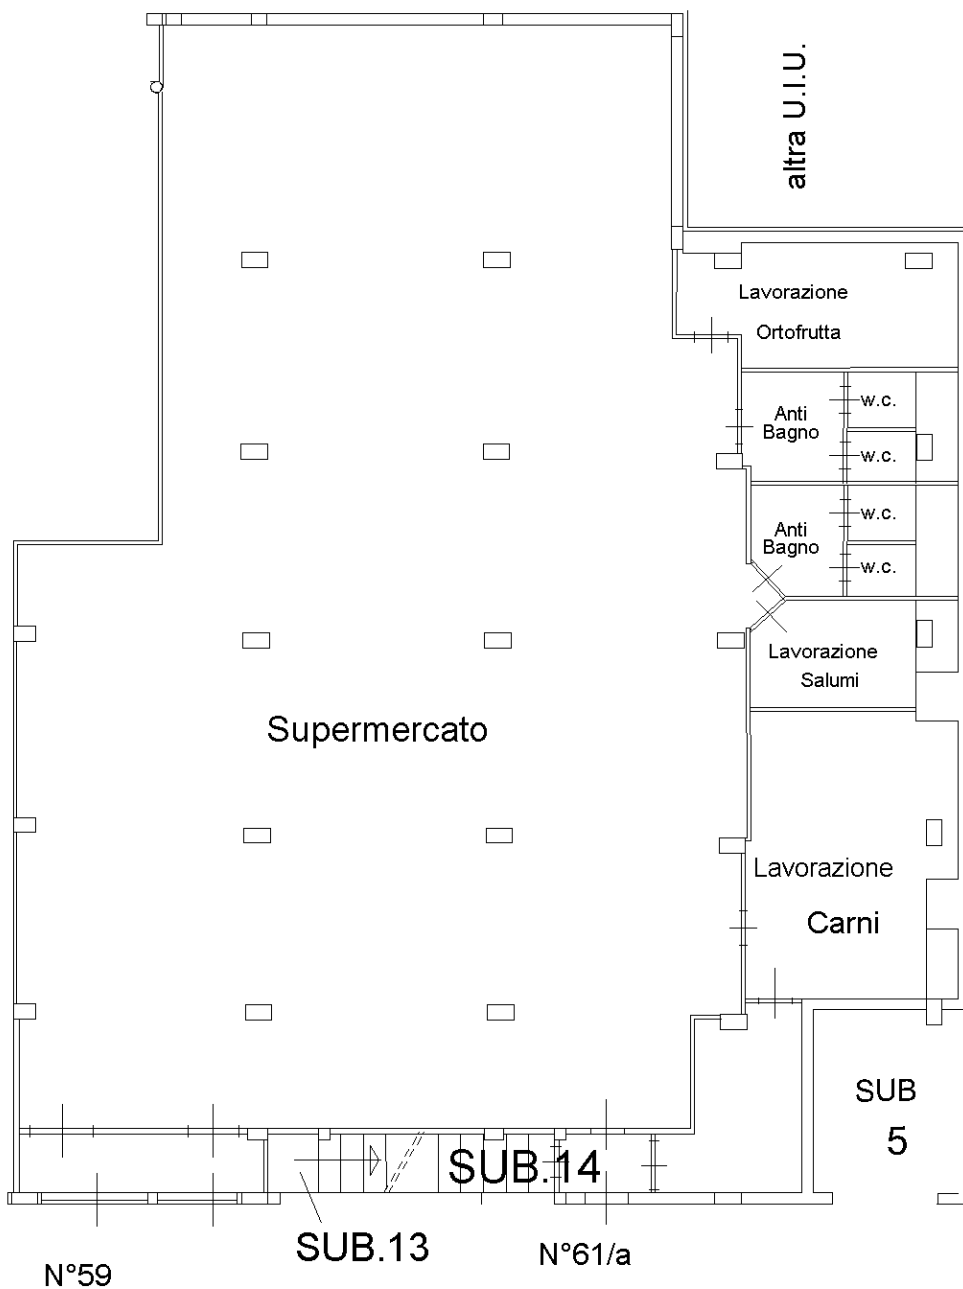 altra U.I.U.
Lavorazione
Ortofrutta
Anti
Bagno
w.c.
w.c.
Anti
Bagno
w.c.
w.c.
Lavorazione
Salumi
Supermercato
Lavorazione
Carni
SUB
5
SUB.14
SUB.13
N°61/a
N°59